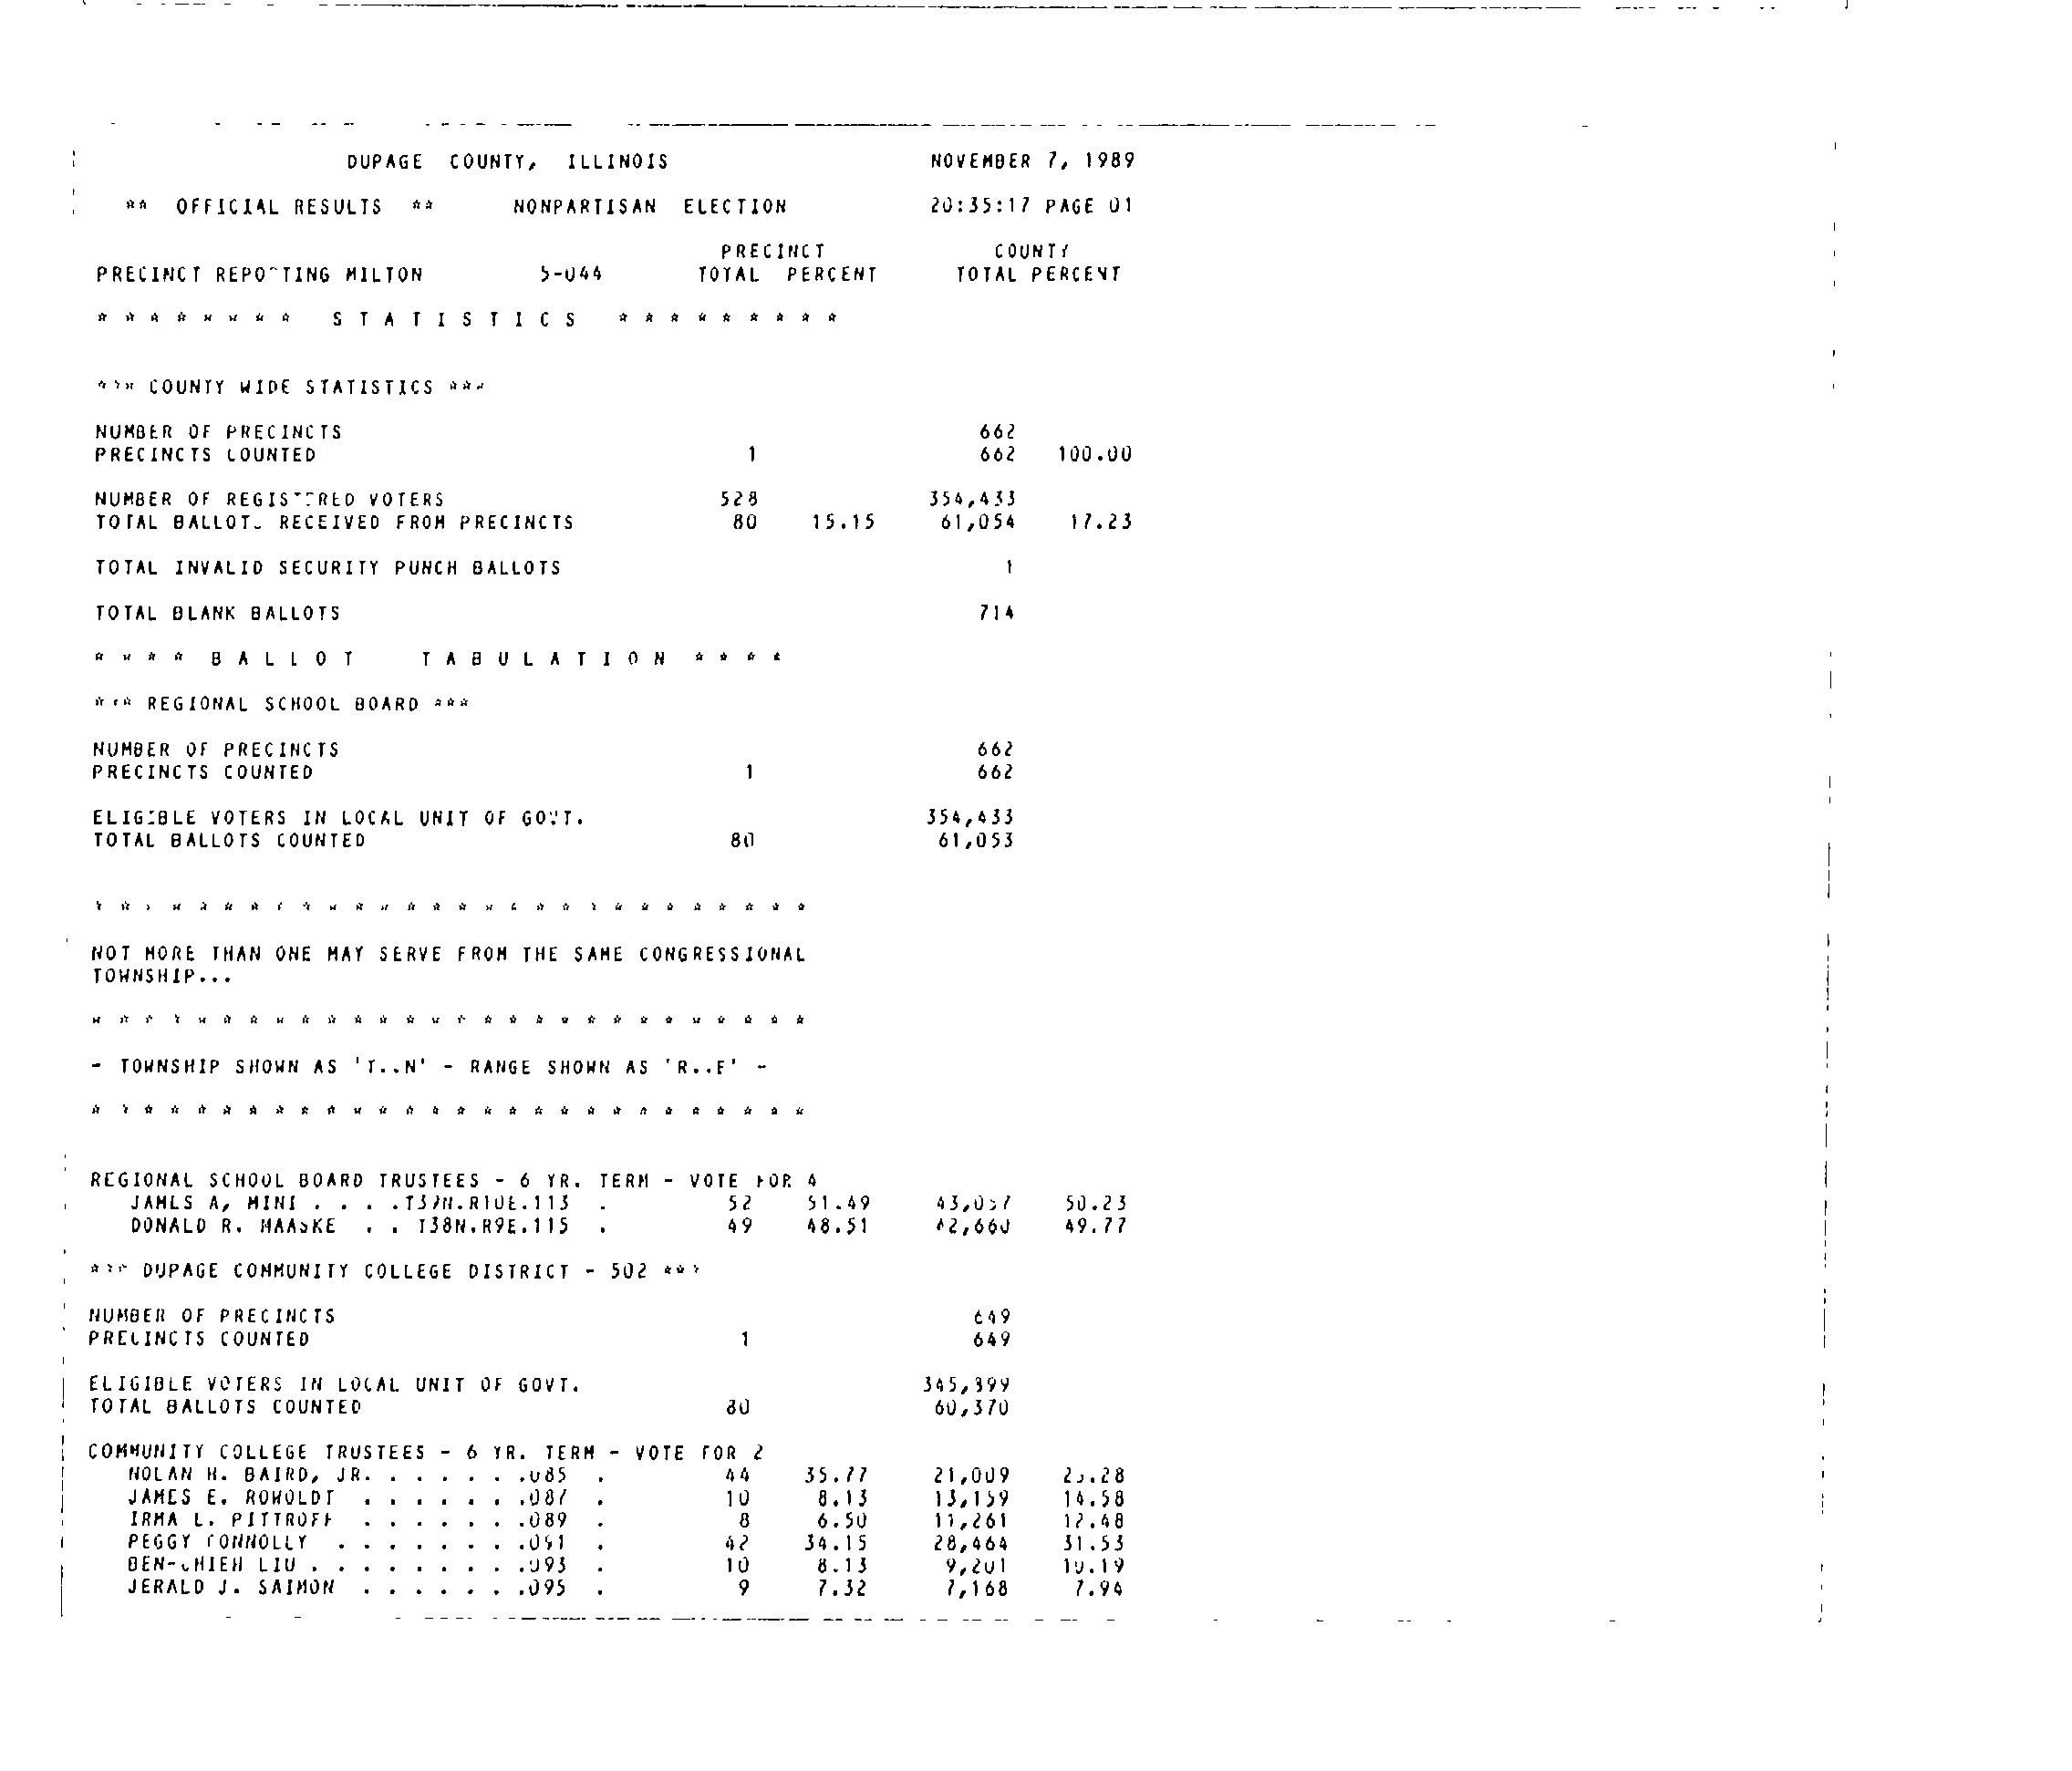 DUPAGE COUNTY, ILLINOIS NOVEMBER 7, 1989
** OFFICIAL RESULTS ** NONPARTISAN ELECTION 20:35:17 PAGE 01
PRECINCT COUNTY
PRECINCT REPORTING MILTON 5-044 TOTAL PERCENT TOTAL PERCENT
* * * * * * * * S T A T I S T I C S * * * * * * * * *
*** COUNTY WIDE STATISTICS ***
NUMBER OF PRECINCTS 662
PRECINCTS COUNTED 1 662 100.00
NUMBER OF REGISTERED VOTERS 528 354,433
TOTAL BALLOTS RECEIVED FROM PRECINCTS 80 15.15 61,054 17.23
TOTAL INVALID SECURITY PUNCH BALLOTS 1
TOTAL BLANK BALLOTS 714
* * * * B A L L O T T A B U L A T I O N * * * *
*** REGIONAL SCHOOL BOARD ***
NUMBER OF PRECINCTS 662
PRECINCTS COUNTED 1 662
ELIGIBLE VOTERS IN LOCAL UNIT OF GOVT. 354,433
TOTAL BALLOTS COUNTED 80 61,053
* * * * * * * * * * * * * * * * * * * * * * * * * * * *
NOT MORE THAN ONE MAY SERVE FROM THE SAME CONGRESSIONAL
TOWNSHIP...
* * * * * * * * * * * * * * * * * * * * * * * * * * * *
- TOWNSHIP SHOWN AS 'T..N' - RANGE SHOWN AS 'R..E' -
* * * * * * * * * * * * * * * * * * * * * * * * * * * *
REGIONAL SCHOOL BOARD TRUSTEES - 6 YR. TERM - VOTE FOR 4
JAMES A. MINI . . . .T39N.R10E.113 . 52 51.49 50.23
DONALD R. MAASKE . . T38N.R9E.115 . 49 48.51 42,660 49.77
*** DUPAGE COMMUNITY COLLEGE DISTRICT - 502 ***
NUMBER OF PRECINCTS 649
PRECINCTS COUNTED 1 649
ELIGIBLE VOTERS IN LOCAL UNIT OF GOVT.
TOTAL BALLOTS COUNTED 80 60,370
COMMUNITY COLLEGE TRUSTEES - 6 YR. TERM - VOTE FOR 2
NOLAN H. BAIRD, JR. . . . . . .085 . 44 35.77 21,009 23.28
JAMES E. ROWOLDT . . . . . . .087 . 10 8.13 13,159 14.58
IRMA L. PITTROFF . . . . . . .089 . 8 6.50 11,261 12.48
PEGGY CONNOLLY . . . . . . . .091 . 42 34.15 28,464 31.53
BEN-CHIEH LIU . . . . . . . . .093 . 10 8.13 9,201 10.19
JERALD J. SAIMON . . . . . . .095 . 9 7.32 7,168 7.94